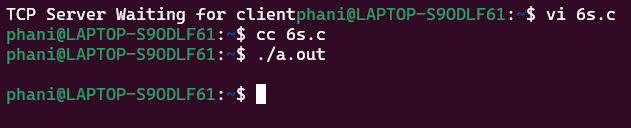 TCP Server Waiting for clientphani@LAPTOP-S9ODLF61:~$ vi 6s.c
phani@LAPTOP-S9ODLF61:~$ cc 6s.c
phani@LAPTOP-S9ODLF61:~$ ./a.out
phani@LAPTOP-S9ODLF61:~$